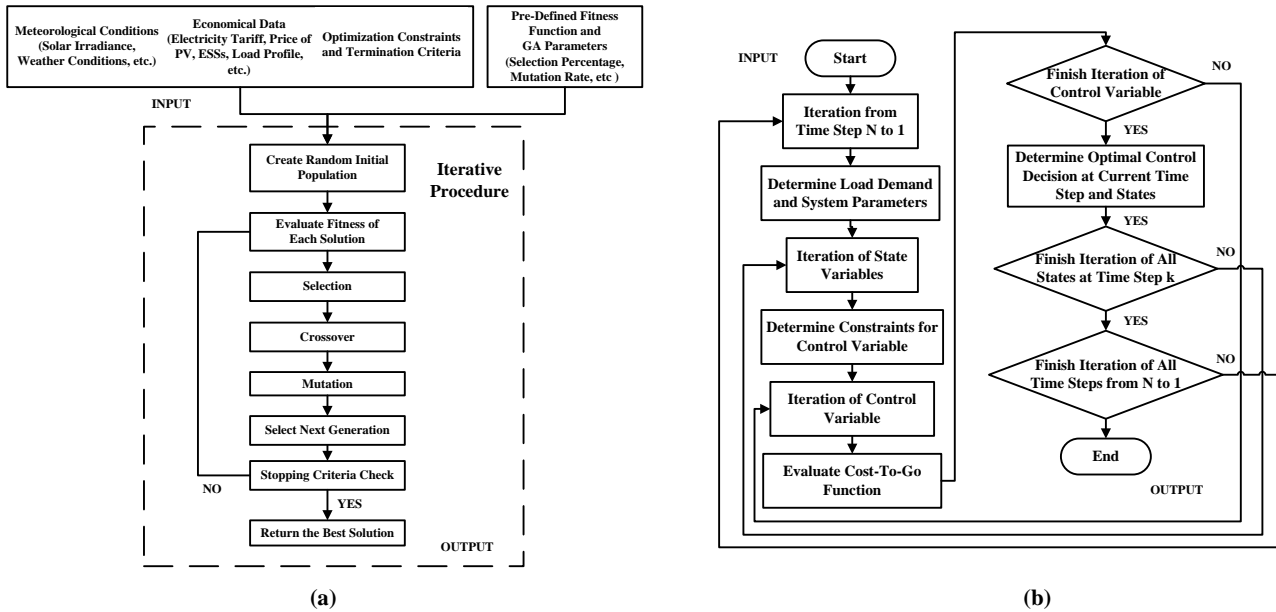 Meteorological Conditions
(Solar Irradiance,
Weather Conditions, etc.)
Economical Data
(Electricity Tariff, Price of
PV, ESSs, Load Profile,
etc.)
Optimization Constraints
and Termination Criteria
Pre-Defined Fitness
Function and
GA Parameters
(Selection Percentage,
Mutation Rate, etc )
INPUT
Iterative
Procedure
Create Random Initial
Population
Evaluate Fitness of
Each Solution
Selection
Crossover
Mutation
Select Next Generation
Stopping Criteria Check
NO
YES
Return the Best Solution
OUTPUT
(a)
INPUT
Start
Iteration from
Time Step N to 1
Determine Load Demand
and System Parameters
Iteration of State
Variables
Determine Constraints for
Control Variable
Iteration of Control
Variable
Evaluate Cost-To-Go
Function
Finish Iteration of
Control Variable
NO
YES
Determine Optimal Control
Decision at Current Time
Step and States
YES
Finish Iteration of All
States at Time Step k
NO
YES
Finish Iteration of All
Time Steps from N to 1
NO
YES
End
OUTPUT
(b)